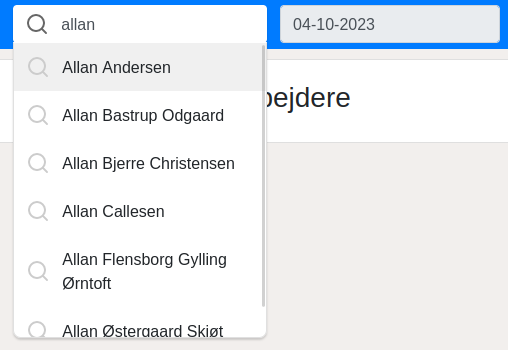 allan
04-10-2023
Allan Andersen
bejdere
Allan Bastrup Odgaard
Allan Bjerre Christensen
Allan Callesen
Allan Flensborg Gylling
Ørntoft
Allan Østergaard Skiøt